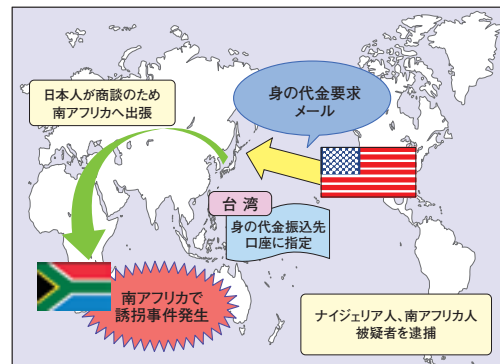 日本人が商談のため
南アフリカへ出張
身の代金要求
メール
台湾
身の代金振込先
口座に指定
南アフリカで
誘拐事件発生
ナイジェリア人、南アフリカ人
被疑者を逮捕